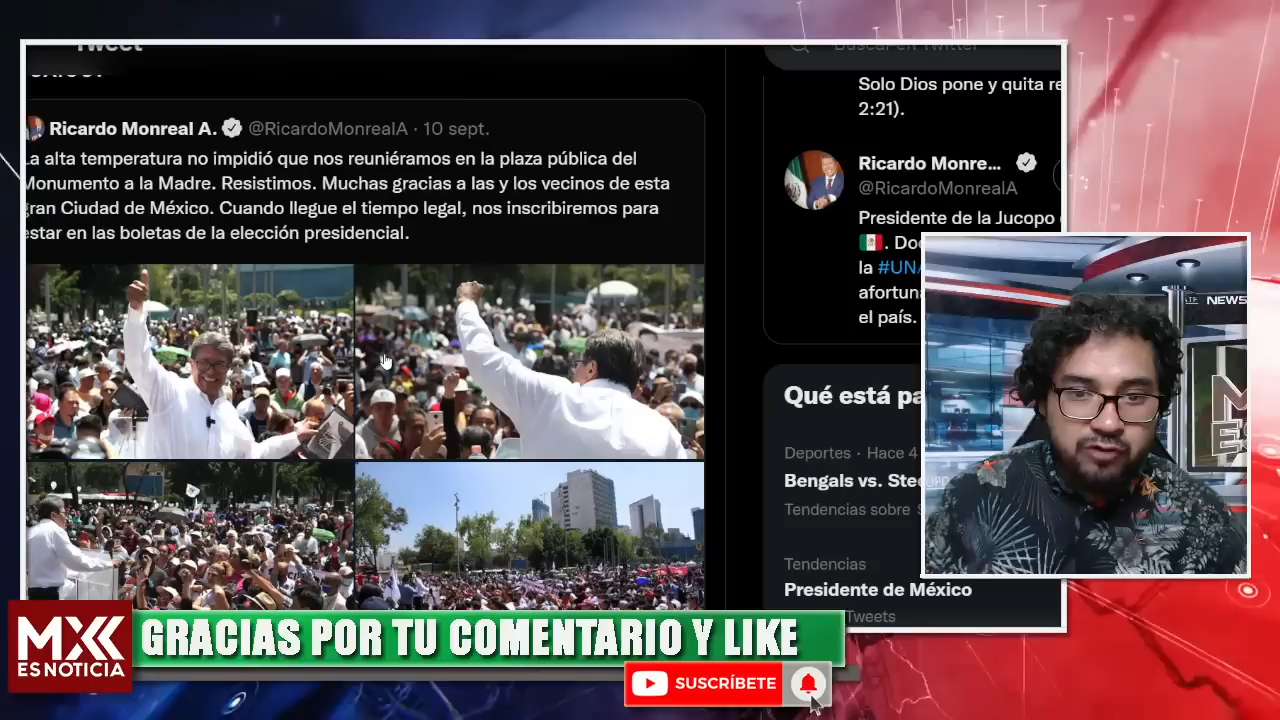 Tweet
Ricardo Monreal A. @RicardoMonrealA · 10 sept.
La alta temperatura no impidió que nos reuniéramos en la plaza pública del
Monumento a la Madre. Resistimos. Muchas gracias a las y los vecinos de esta
gran Ciudad de México. Cuando llegue el tiempo legal, nos inscribiremos para
estar en las boletas de la elección presidencial.
Buscar en Twitter
Solo Dios pone y quita re
2:21).
Ricardo Monre...
@RicardoMonrealA
Presidente de la Jucopo
. Doc
la #UNA
afortuna
el país.
Qué está pa
Deportes · Hace 4
Bengals vs. Stee
Tendencias sobre
Tendencias
Presidente de México
Tweets
NEWS
M
ES
MX
ES NOTICIA
GRACIAS POR TU COMENTARIO Y LIKE
SUSCRÍBETE